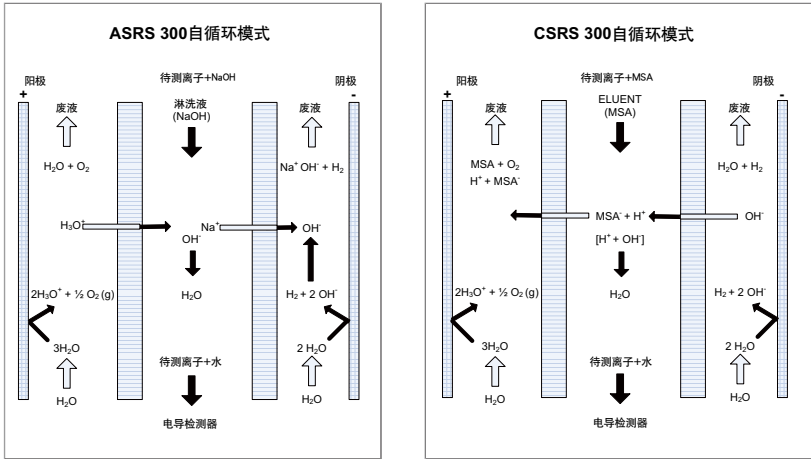 ASRS 300自循环模式
阳极
+
待测离子+NaOH
阴极
-
废液
淋洗液
(NaOH)
废液
H₂O + O₂
Na⁺ OH⁻ + H₂
H₃O⁺
Na⁺
OH⁻
OH⁻
H₂O
2H₃O⁺ + ½ O₂ (g)
H₂ + 2 OH⁻
3H₂O
2 H₂O
待测离子+水
H₂O
H₂O
电导检测器
CSRS 300自循环模式
阳极
+
待测离子+MSA
阴极
-
废液
ELUENT
(MSA)
废液
MSA + O₂
H⁺ + MSA⁻
H₂O + H₂
MSA⁻ + H⁺
OH⁻
[H⁺ + OH⁻]
H₂O
2H₃O⁺ + ½ O₂ (g)
H₂ + 2 OH⁻
3H₂O
2 H₂O
待测离子+水
H₂O
H₂O
电导检测器